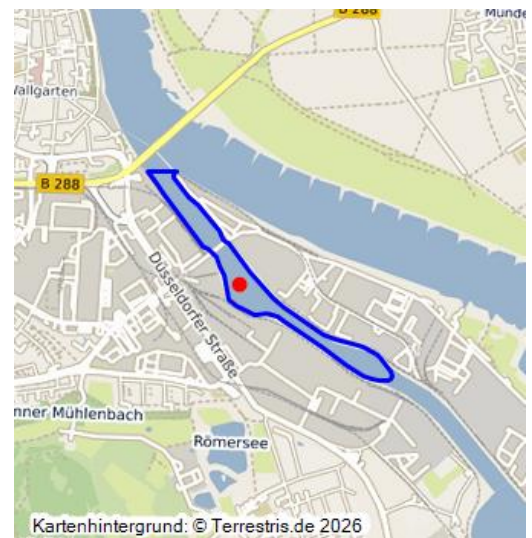 B 288
Münde
Wallgarten
B 288
Düsseldorfer Straße
nner Mühlenbach
Römersee
Kartenhintergrund: © Terrestris.de 2026